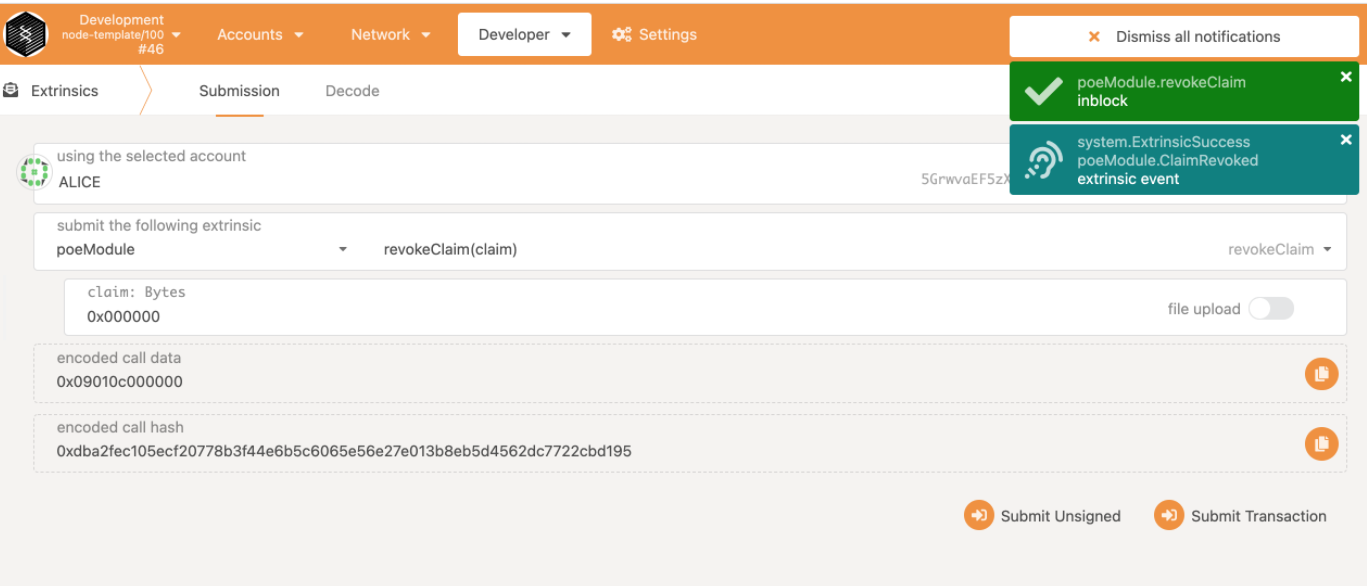 Development
node-template/100
#46
Accounts
Network
Developer
Settings
Dismiss all notifications
poeModule.revokeClaim
inblock
system.ExtrinsicSuccess
poeModule.ClaimRevoked
extrinsic event
Extrinsics
Submission
Decode
using the selected account
ALICE
5GrwvaEF5zX
submit the following extrinsic
poeModule
revokeClaim(claim)
revokeClaim
claim: Bytes
0x000000
file upload
encoded call data
0x09010c000000
encoded call hash
0xdba2fec105ecf20778b3f44e6b5c6065e56e27e013b8eb5d4562dc7722cbd195
Submit Unsigned
Submit Transaction